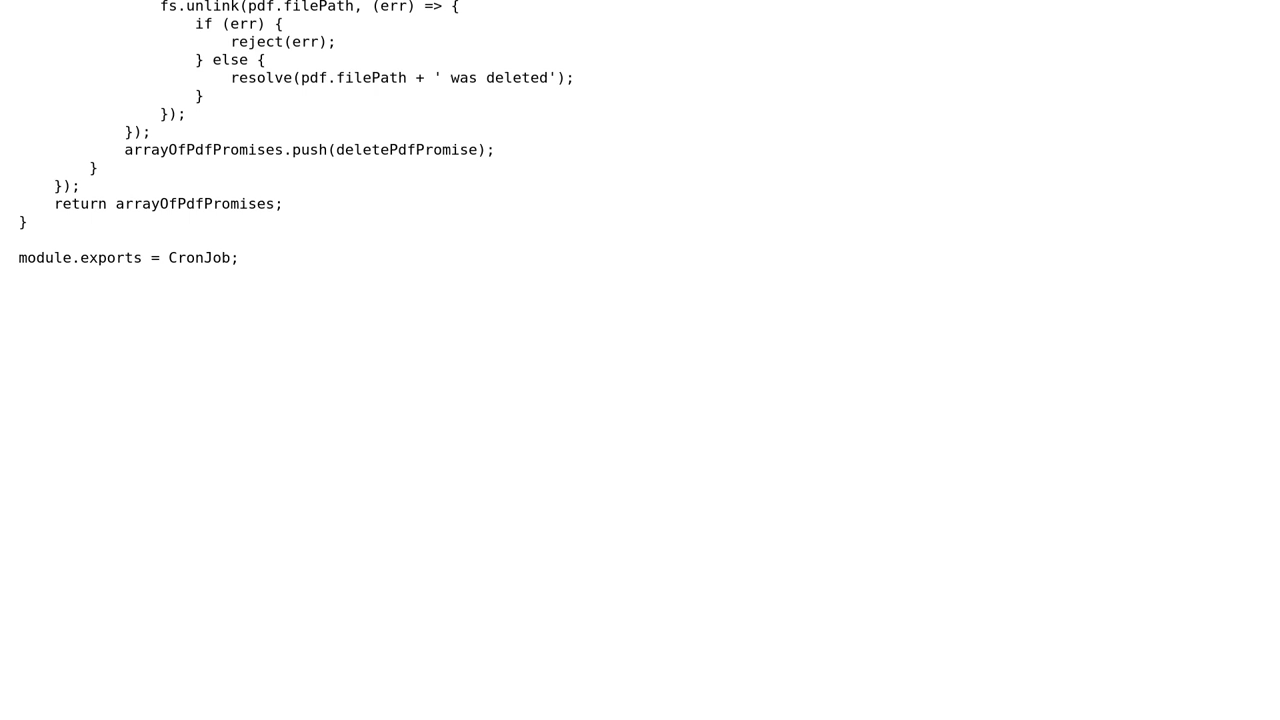 fs.unlink(pdf.filePath, (err) => {
                    if (err) {
                        reject(err);
                    } else {
                        resolve(pdf.filePath + ' was deleted');
                    }
                });
            });
            arrayOfPdfPromises.push(deletePdfPromise);
        }
    });
    return arrayOfPdfPromises;
}

module.exports = CronJob;